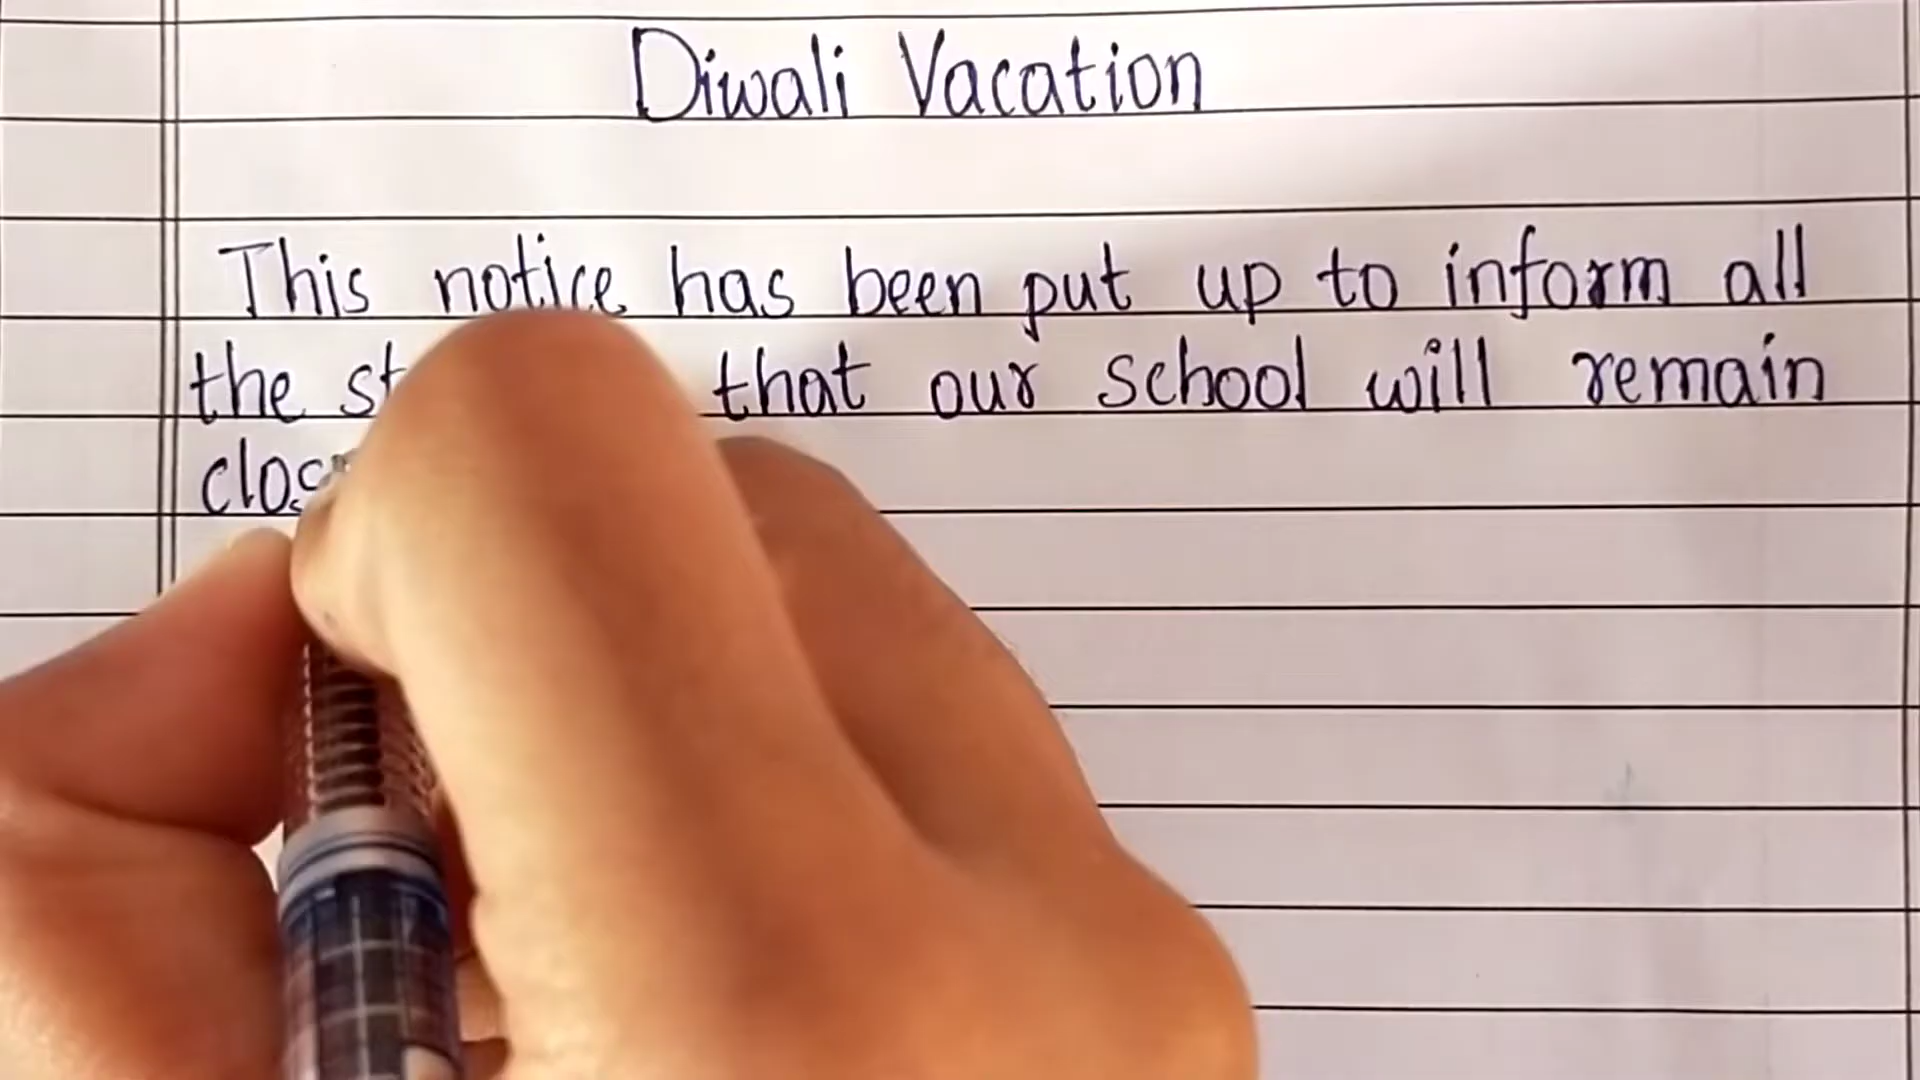 Diwali Vacation
This notice has been put up to inform all
the that our school will remain